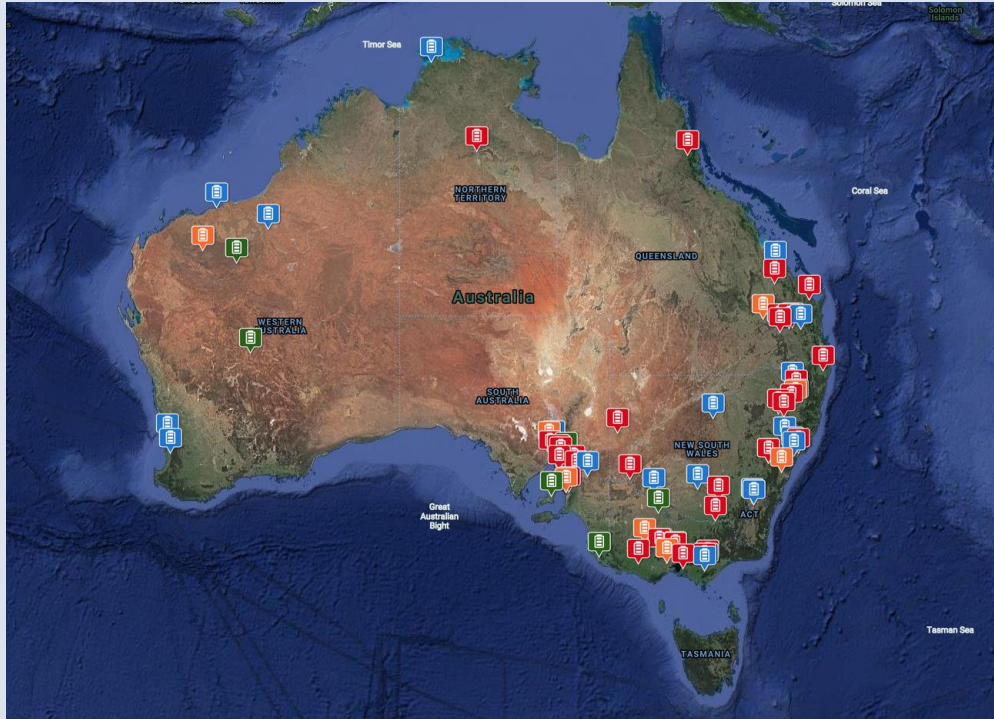 Solomon Sea
Solomon
Islands
Timor Sea
Coral Sea
NORTHERN
TERRITORY
QUEENSLAND
Australia
WESTERN
USTRALIA
SOUTH
AUSTRALIA
NEW SOUTH
WALES
Great
Australian
Bight
ACT
Tasman Sea
TASMANIA